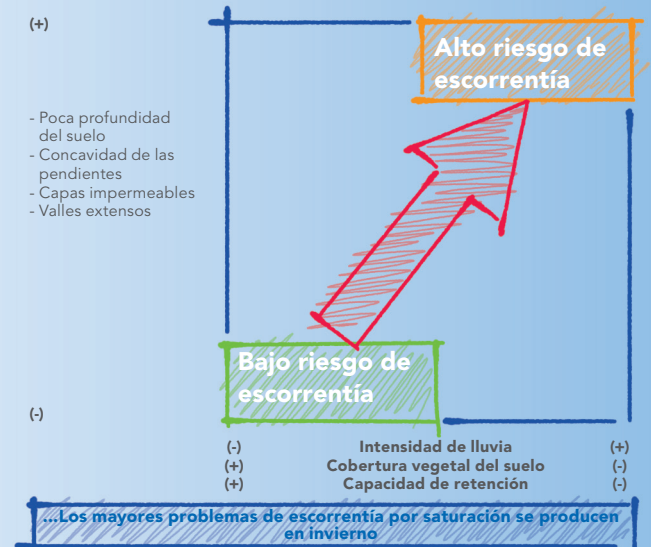 (+)
Alto riesgo de
escorrentía
- Poca profundidad
del suelo
- Concavidad de las
pendientes
- Capas impermeables
- Valles extensos
Bajo riesgo de
escorrentía
(-)
(-) Intensidad de lluvia (+)
(+) Cobertura vegetal del suelo (-)
(+) Capacidad de retención (-)
...Los mayores problemas de escorrentía por saturación se producen
en invierno